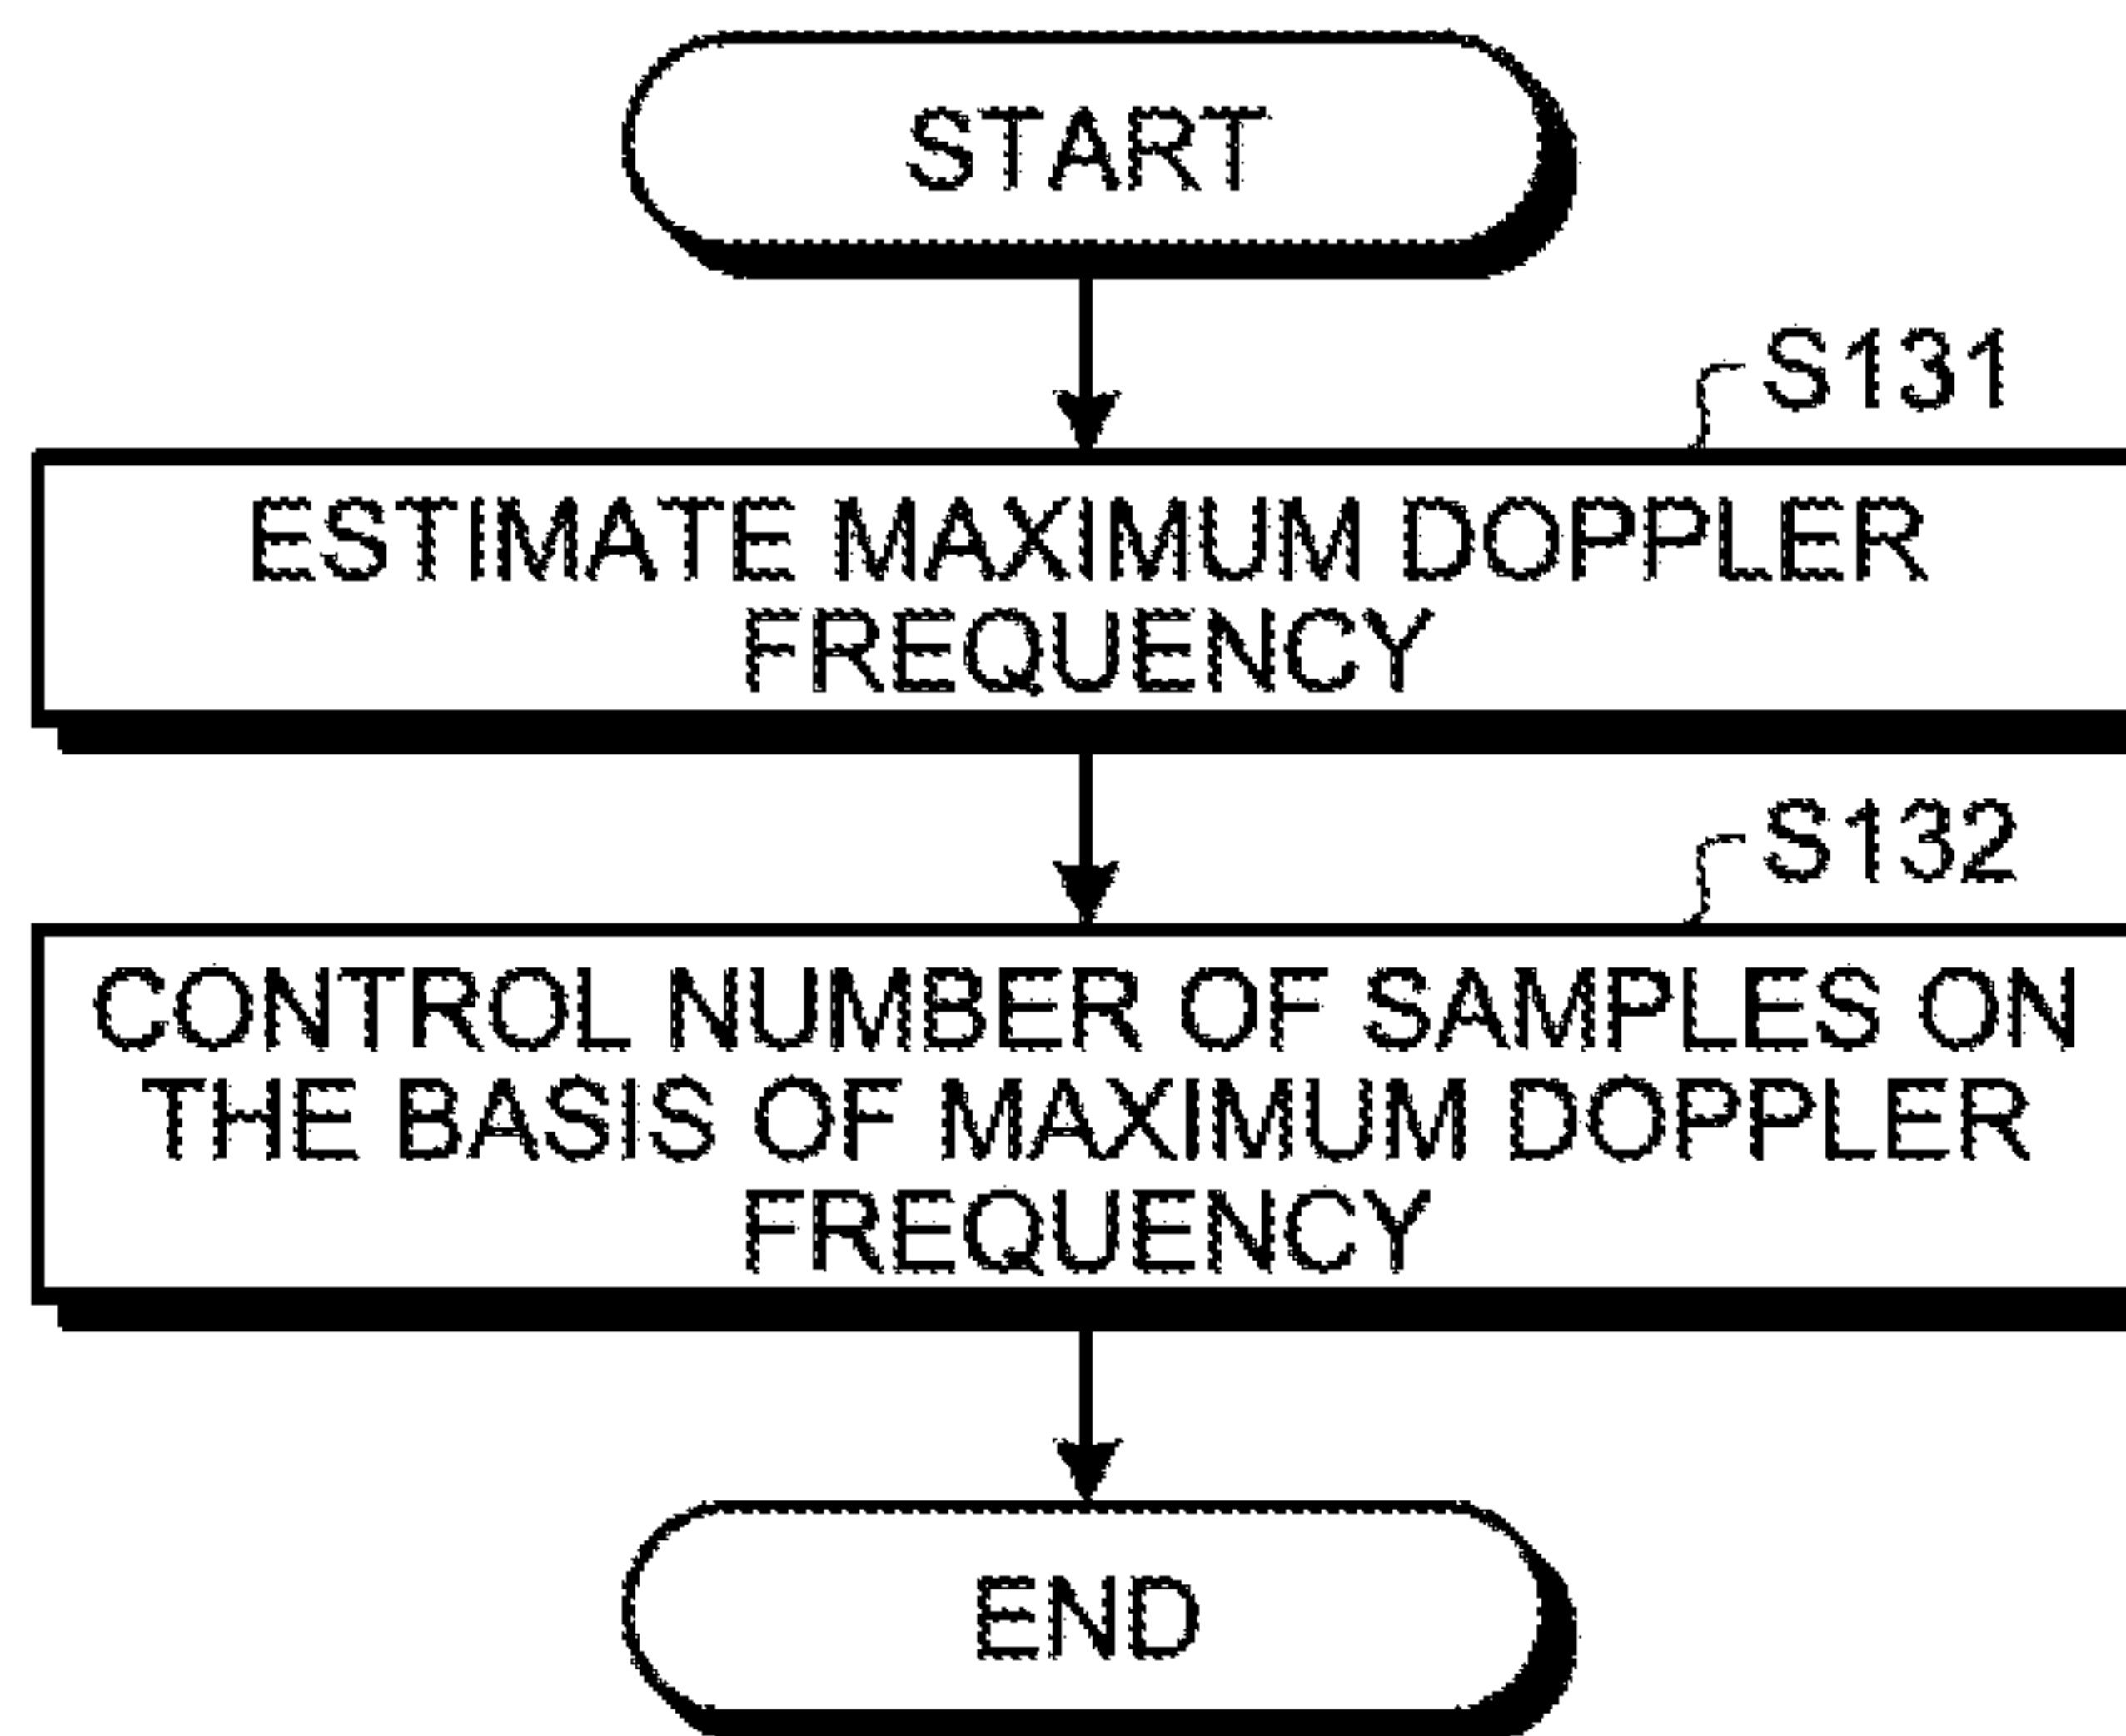 START
S131
ESTIMATE MAXIMUM DOPPLER
FREQUENCY
S132
CONTROL NUMBER OF SAMPLES ON
THE BASIS OF MAXIMUM DOPPLER
FREQUENCY
END